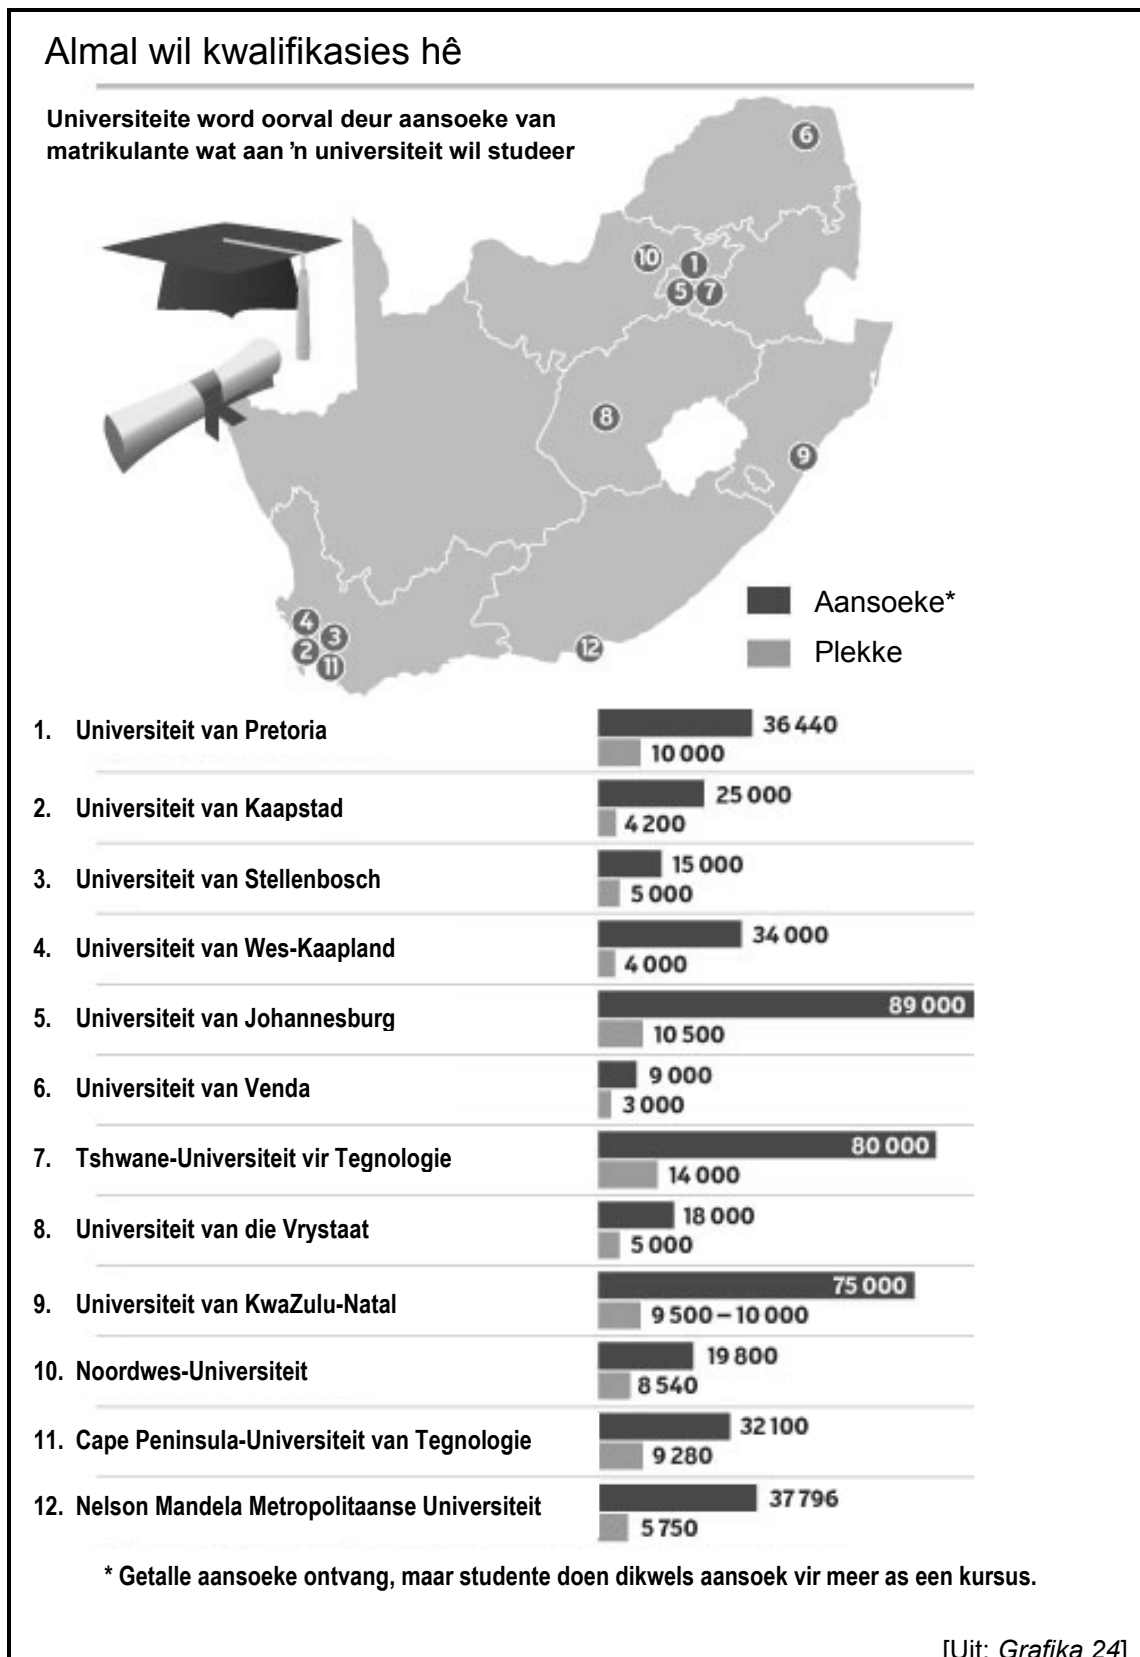 Almal wil kwalifikasies hê
Universiteite word oorval deur aansoeke van
matrikulante wat aan 'n universiteit wil studeer
6
10
1
5 7
8
9
4
3
2
11
12
Aansoeke*
Plekke
1. Universiteit van Pretoria
36 440
10 000
2. Universiteit van Kaapstad
25 000
4 200
3. Universiteit van Stellenbosch
15 000
5 000
4. Universiteit van Wes-Kaapland
34 000
4 000
5. Universiteit van Johannesburg
89 000
10 500
6. Universiteit van Venda
9 000
3 000
7. Tshwane-Universiteit vir Tegnologie
80 000
14 000
8. Universiteit van die Vrystaat
18 000
5 000
9. Universiteit van KwaZulu-Natal
75 000
9 500 – 10 000
10. Noordwes-Universiteit
19 800
8 540
11. Cape Peninsula-Universiteit van Tegnologie
32 100
9 280
12. Nelson Mandela Metropolitaanse Universiteit
37 796
5 750
* Getalle aansoeke ontvang, maar studente doen dikwels aansoek vir meer as een kursus.
[Uit: Grafika 24]